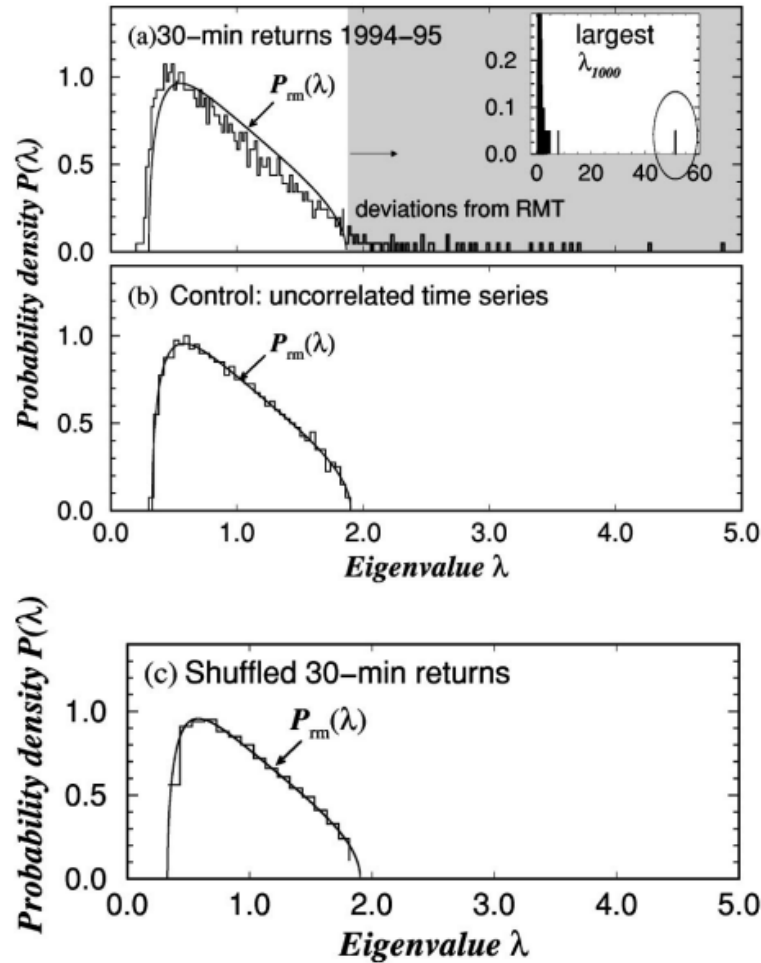 (a)30−min returns 1994−95
largest
λ1000
Prm(λ)
deviations from RMT
0.2
0.1
0.0
0 20 40 60
1.0
0.5
0.0
(b) Control: uncorrelated time series
Prm(λ)
1.0
0.5
0.0
0.0 1.0 2.0 3.0 4.0 5.0
Eigenvalue λ
Probability density P(λ)
(c) Shuffled 30−min returns
Prm(λ)
1.0
0.5
0.0
0.0 1.0 2.0 3.0 4.0 5.0
Eigenvalue λ
Probability density P(λ)